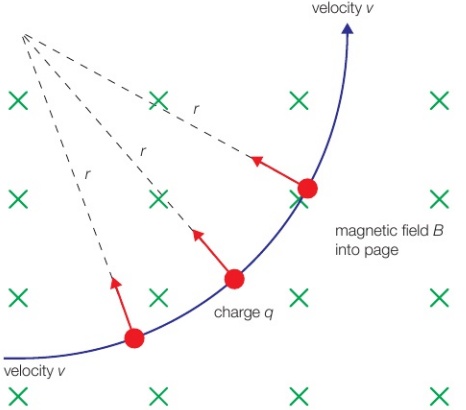 velocity v
r
r
r
magnetic field B
into page
charge q
velocity v